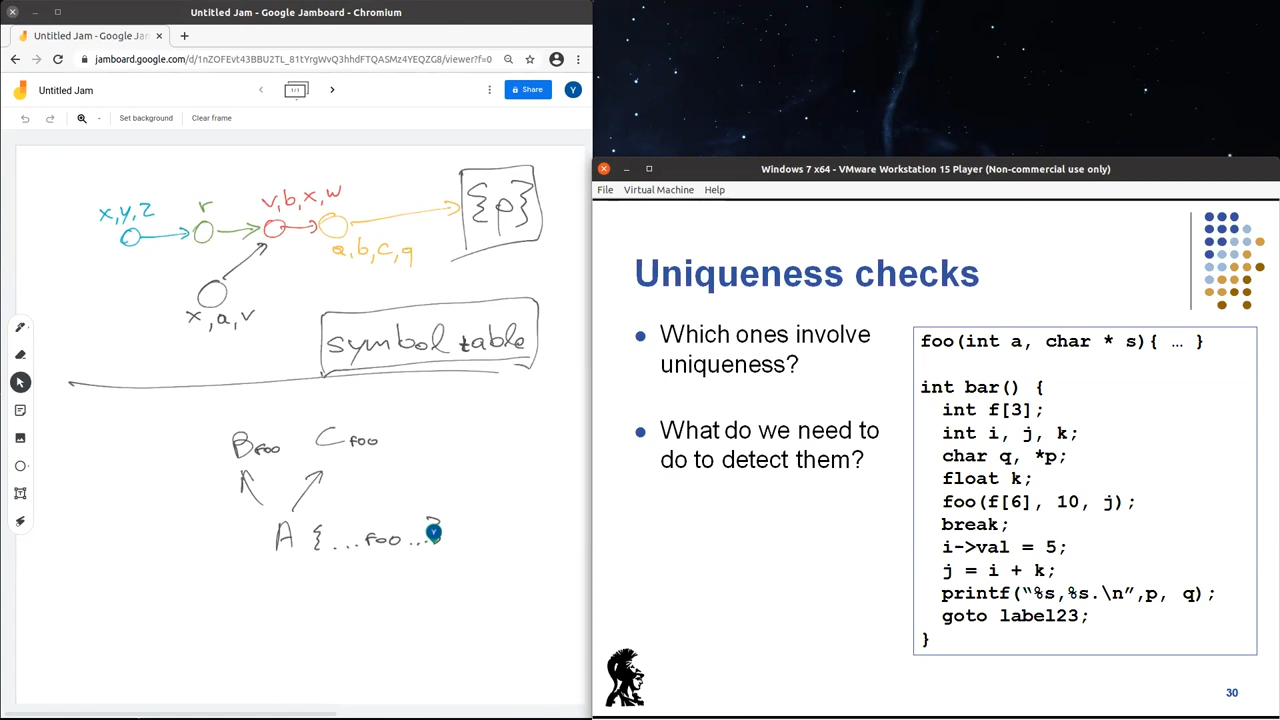 Untitled Jam - Google Jamboard - Chromium
Untitled Jam - Google Jam
jamboard.google.com/d/1nZOFEvt43BBU2TL_81tYrgWvQ3hhdFTQASMz4YEQZG8/viewer?f=0
Untitled Jam
1/1
Share
Y
Set background
Clear frame
x,y,z
r
v,b,x,w
{p}
a,b,c,q
x,a,v
symbol table
B foo
C foo
A {...foo...}
Y
Windows 7 x64 - VMware Workstation 15 Player (Non-commercial use only)
File Virtual Machine Help
Uniqueness checks
Which ones involve
uniqueness?
What do we need to
do to detect them?
foo(int a, char * s){ … }
int bar() {
int f[3];
int i, j, k;
char q, *p;
float k;
foo(f[6], 10, j);
break;
i->val = 5;
j = i + k;
printf(“%s,%s.\n”,p, q);
goto label23;
}
30